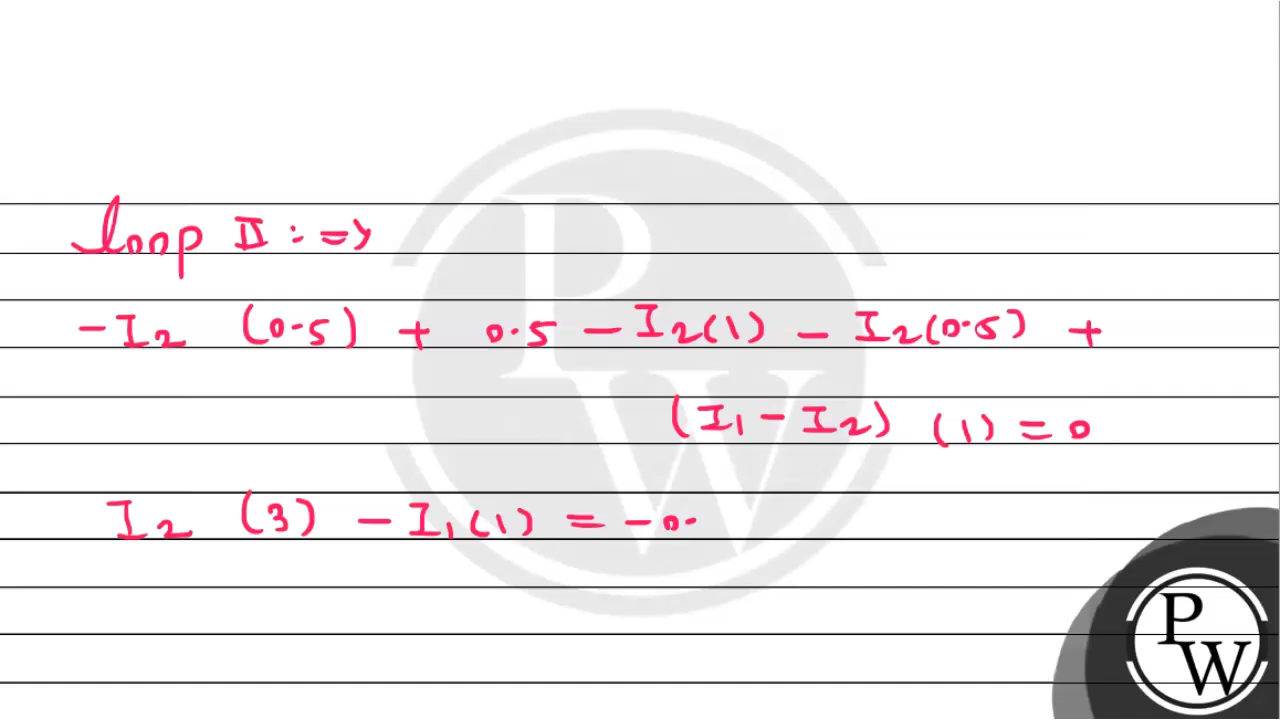 loop II :⇒
-I₂ (0.5) + 0.5 - I₂(1) - I₂(0.5) +
(I₁ - I₂) (1) = 0
I₂ (3) - I₁(1) = -0.
P
W
P
W